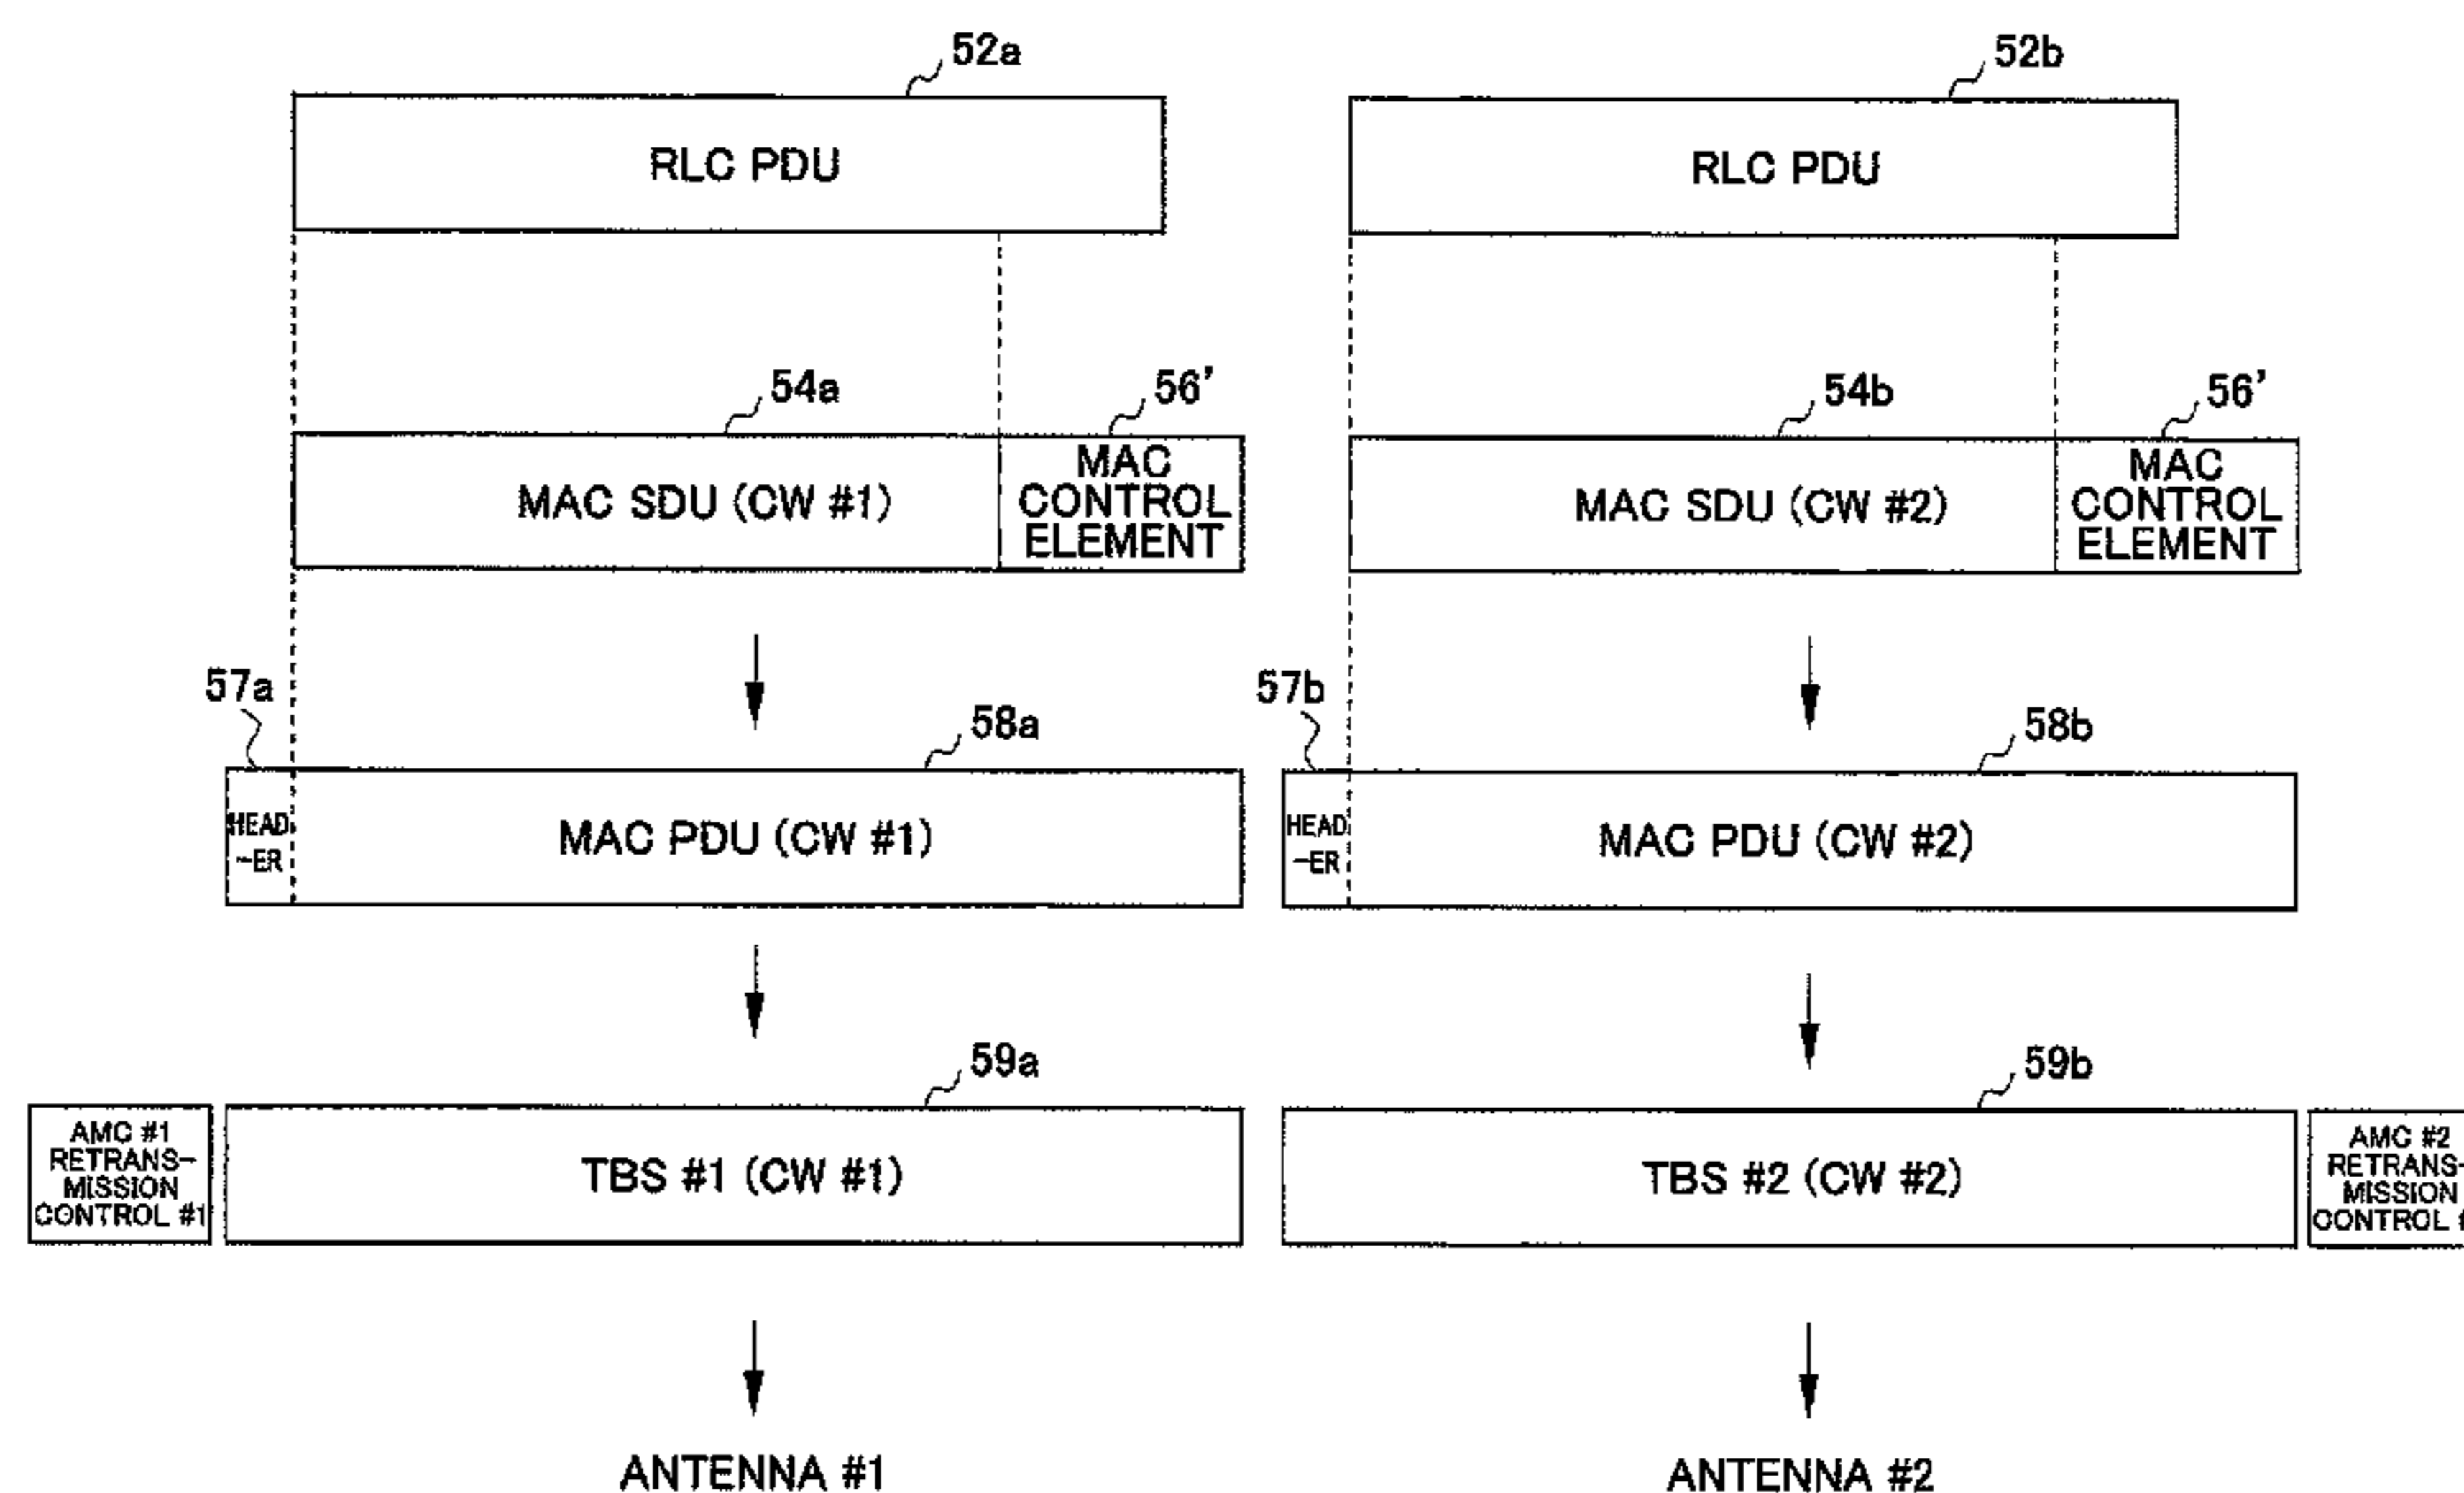 52a
52b
RLC PDU
RLC PDU
54a
56'
54b
56'
MAC SDU (CW #1)
MAC
CONTROL
ELEMENT
MAC SDU (CW #2)
MAC
CONTROL
ELEMENT
57a
58a
57b
58b
HEAD
-ER
MAC PDU (CW #1)
HEAD
-ER
MAC PDU (CW #2)
59a
59b
AMC #1
RETRANS-
MISSION
CONTROL #1
TBS #1 (CW #1)
TBS #2 (CW #2)
AMC #2
RETRANS-
MISSION
CONTROL
ANTENNA #1
ANTENNA #2